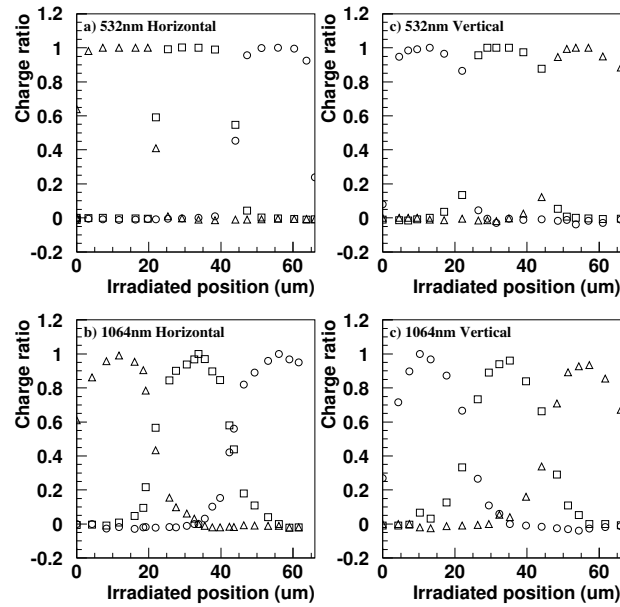 a) 532nm Horizontal
Charge ratio
1.2
1
0.8
0.6
0.4
0.2
0
-0.2
0 20 40 60
Irradiated position (um)
c) 532nm Vertical
Charge ratio
1.2
1
0.8
0.6
0.4
0.2
0
-0.2
0 20 40 60
Irradiated position (um)
b) 1064nm Horizontal
Charge ratio
1.2
1
0.8
0.6
0.4
0.2
0
-0.2
0 20 40 60
Irradiated position (um)
c) 1064nm Vertical
Charge ratio
1.2
1
0.8
0.6
0.4
0.2
0
-0.2
0 20 40 60
Irradiated position (um)